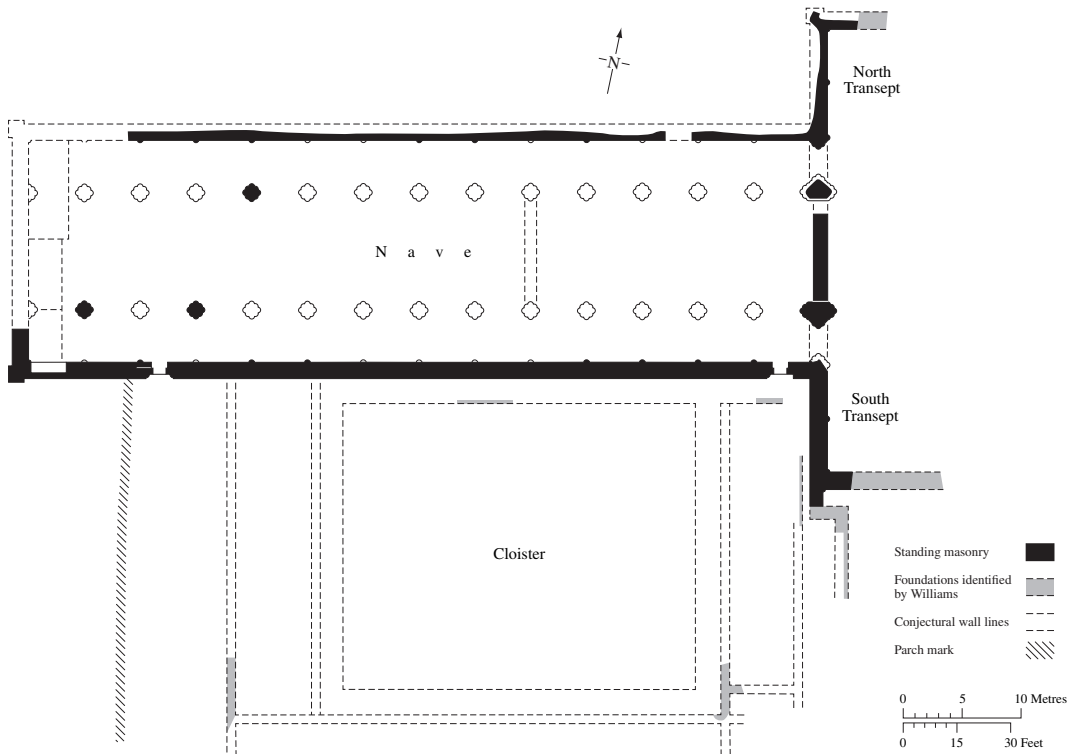 N
North
Transept
N a v e
South
Transept
Cloister
Standing masonry
Foundations identified
by Williams
Conjectural wall lines
Parch mark
0 5 10 Metres
0 15 30 Feet